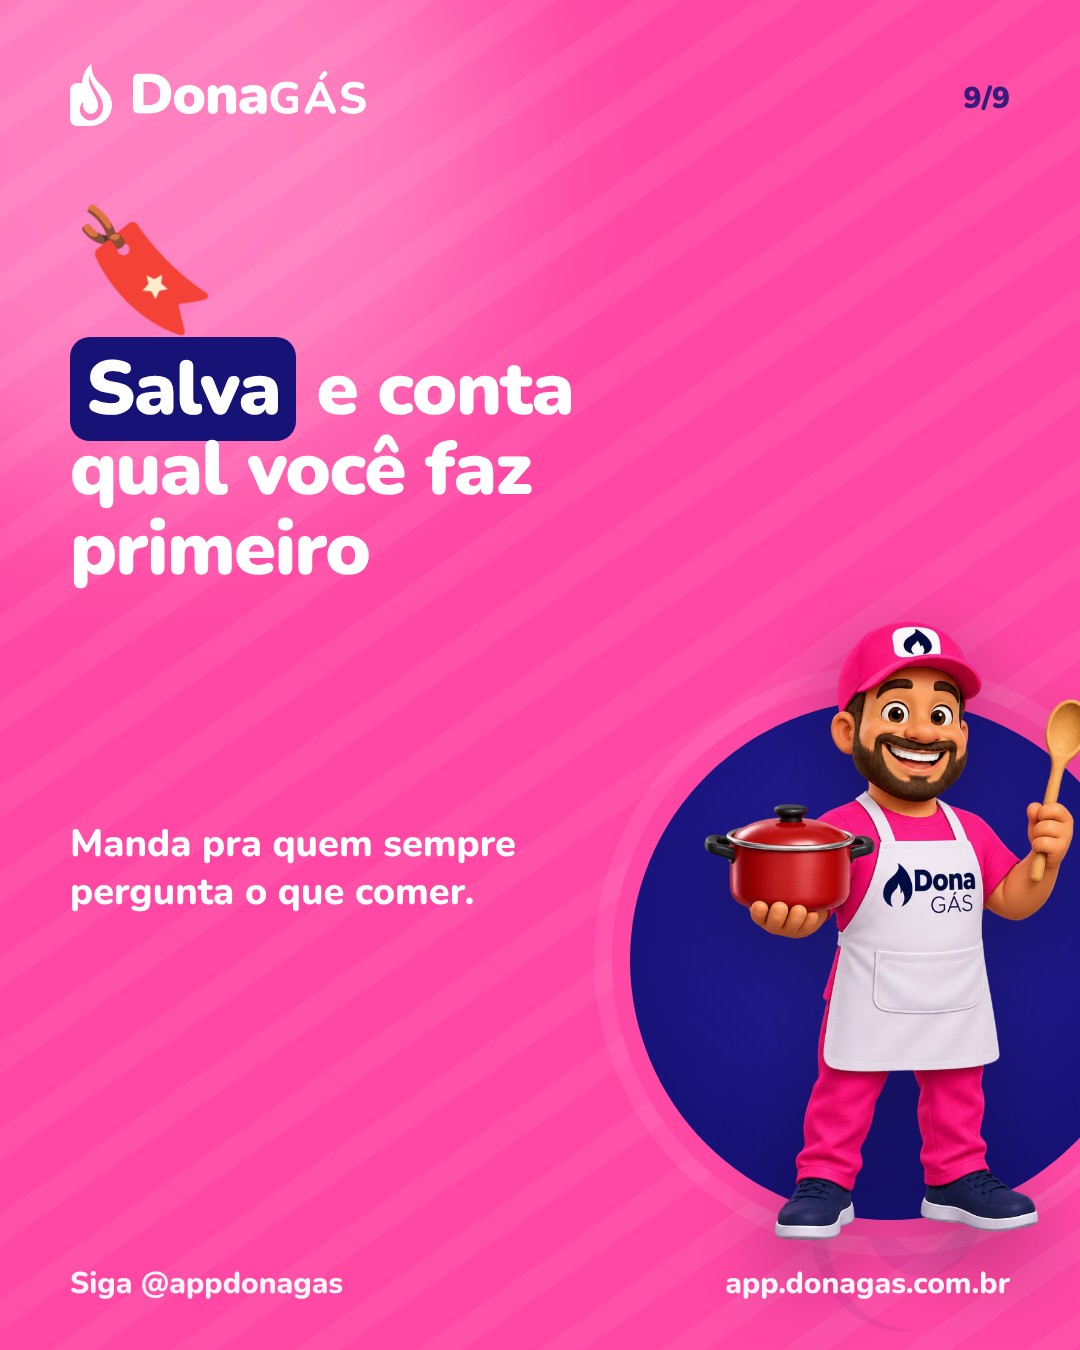 DonaGÁS
9/9
Salva e conta
qual você faz
primeiro
Manda pra quem sempre
pergunta o que comer.
Dona
GÁS
Siga @appdonagas
app.donagas.com.br